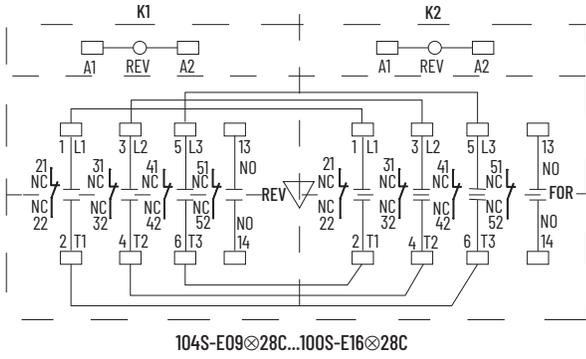 K1 K2
A1 REV A2 A1 REV A2
1 L1 3 L2 5 L3 13 1 L1 3 L2 5 L3 13
21 31 41 51 NO 21 31 41 51 NO
NC NC NC NC NC NC NC NC
REV FOR
NC NC NC NC NC NC NC NC
22 32 42 52 NO 22 32 42 52 NO
2 T1 4 T2 6 T3 14 2 T1 4 T2 6 T3 14
104S-E09⊗28C...100S-E16⊗28C